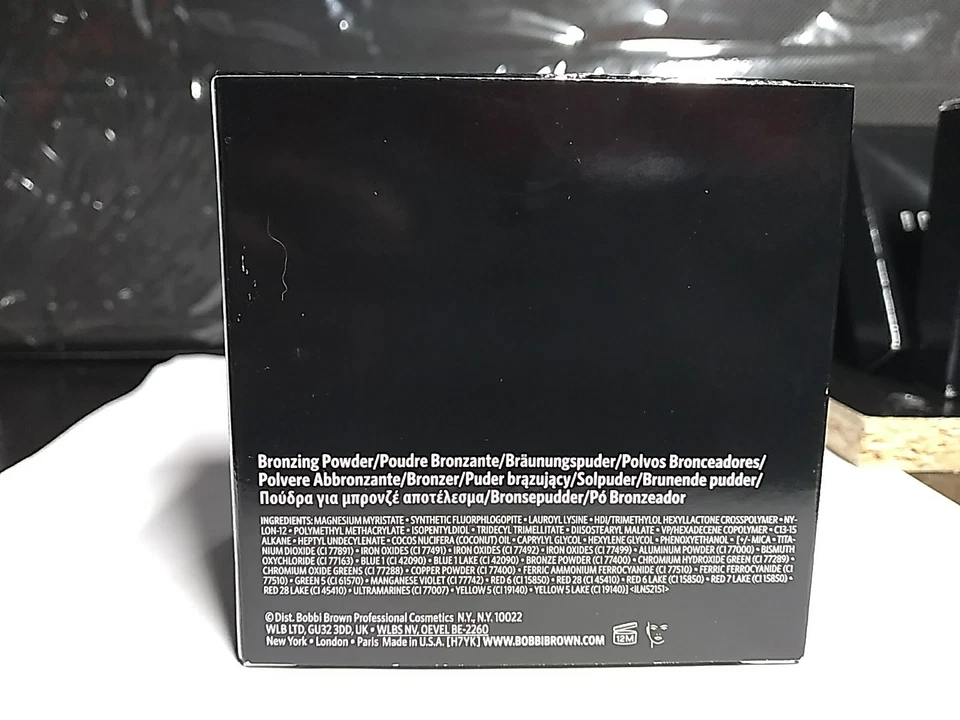 Bronzing Powder/Poudre Bronzante/Bräunungspuder/Polvos Bronceadores/
Polvere Abbronzante/Bronzer/Puder brązujący/Solpuder/Brunende pudder/
Πούδρα για μπρονζέ αποτέλεσμα/Bronsepudder/Pó Bronzeador
INGREDIENTS: MAGNESIUM MYRISTATE • SYNTHETIC FLUORPHLOGOPITE • LAUROYL LYSINE • HDI/TRIMETHYLOL HEXYLLACTONE CROSSPOLYMER • NY-
LON-12 • POLYMETHYL METHACRYLATE • ISOPENTYLDIOL • TRIDECYL TRIMELLITATE • DIISOSTEARYL MALATE • VP/HEXADECENE COPOLYMER • C13-15
ALKANE • HEPTYL UNDECYLENATE • COCOS NUCIFERA (COCONUT) OIL • CAPRYLYL GLYCOL • HEXYLENE GLYCOL • PHENOXYETHANOL • [+/- MICA • TITA-
NIUM DIOXIDE (CI 77891) • IRON OXIDES (CI 77491) • IRON OXIDES (CI 77492) • IRON OXIDES (CI 77499) • ALUMINUM POWDER (CI 77000) • BISMUTH
OXYCHLORIDE (CI 77163) • BLUE 1 (CI 42090) • BLUE 1 LAKE (CI 42090) • BRONZE POWDER (CI 77400) • CHROMIUM HYDROXIDE GREEN (CI 77289) •
CHROMIUM OXIDE GREENS (CI 77288) • COPPER POWDER (CI 77400) • FERRIC AMMONIUM FERROCYANIDE (CI 77510) • FERRIC FERROCYANIDE (CI
77510) • GREEN 5 (CI 61570) • MANGANESE VIOLET (CI 77742) • RED 6 (CI 15850) • RED 28 (CI 45410) • RED 6 LAKE (CI 15850) • RED 7 LAKE (CI 15850) •
RED 28 LAKE (CI 45410) • ULTRAMARINES (CI 77007) • YELLOW 5 (CI 19140) • YELLOW 5 LAKE (CI 19140)] <ILN52151>
© Dist. Bobbi Brown Professional Cosmetics N.Y., N.Y. 10022
WLB LTD, GU32 3DD, UK • WLBS NV, OEVEL BE-2260
New York • London • Paris Made in U.S.A. [H7YK] WWW.BOBBIBROWN.COM
12M